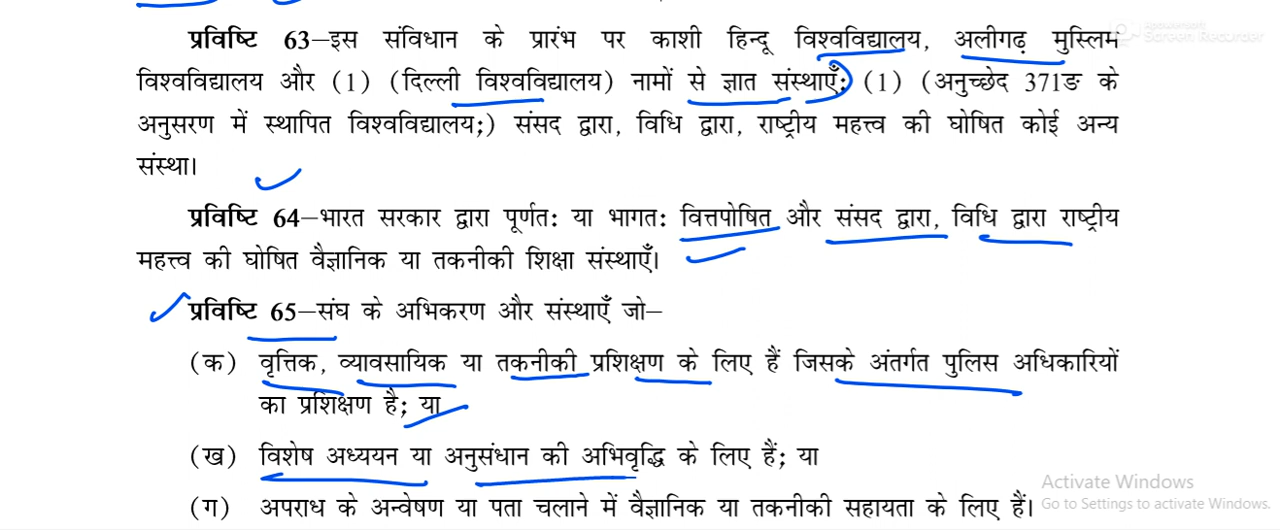 प्रविष्टि 63–इस संविधान के प्रारंभ पर काशी हिन्दू विश्वविद्यालय, अलीगढ़ मुस्लिम
विश्वविद्यालय और (1) (दिल्ली विश्वविद्यालय) नामों से ज्ञात संस्थाएँ; (1) (अनुच्छेद 371ङ के
अनुसरण में स्थापित विश्वविद्यालय;) संसद द्वारा, विधि द्वारा, राष्ट्रीय महत्त्व की घोषित कोई अन्य
संस्था।
प्रविष्टि 64–भारत सरकार द्वारा पूर्णतः या भागतः वित्तपोषित और संसद द्वारा, विधि द्वारा राष्ट्रीय
महत्त्व की घोषित वैज्ञानिक या तकनीकी शिक्षा संस्थाएँ।
प्रविष्टि 65–संघ के अभिकरण और संस्थाएँ जो–
(क) वृत्तिक, व्यावसायिक या तकनीकी प्रशिक्षण के लिए हैं जिसके अंतर्गत पुलिस अधिकारियों
का प्रशिक्षण है; या
(ख) विशेष अध्ययन या अनुसंधान की अभिवृद्धि के लिए हैं; या
(ग) अपराध के अन्वेषण या पता चलाने में वैज्ञानिक या तकनीकी सहायता के लिए हैं।
Apowersoft
Screen Recorder
Activate Windows
Go to Settings to activate Windows.